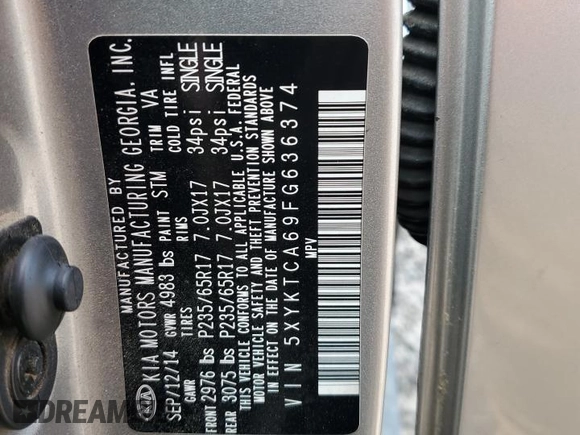 MANUFACTURED BY
KIA MOTORS MANUFACTURING GEORGIA, INC.
SEP/12/14 GVWR 4983 lbs PAINT STM TRIM VA
GAWR TIRES RIMS COLD TIRE INFL
FRONT 2976 lbs P235/65R17 7.0JX17 34psi SINGLE
REAR 3075 lbs P235/65R17 7.0JX17 34psi SINGLE
THIS VEHICLE CONFORMS TO ALL APPLICABLE U.S.A. FEDERAL
MOTOR VEHICLE SAFETY AND THEFT PREVENTION STANDARDS
IN EFFECT ON THE DATE OF MANUFACTURE SHOWN ABOVE
VIN 5XYKTCA69FG636374
MPV
DREAM